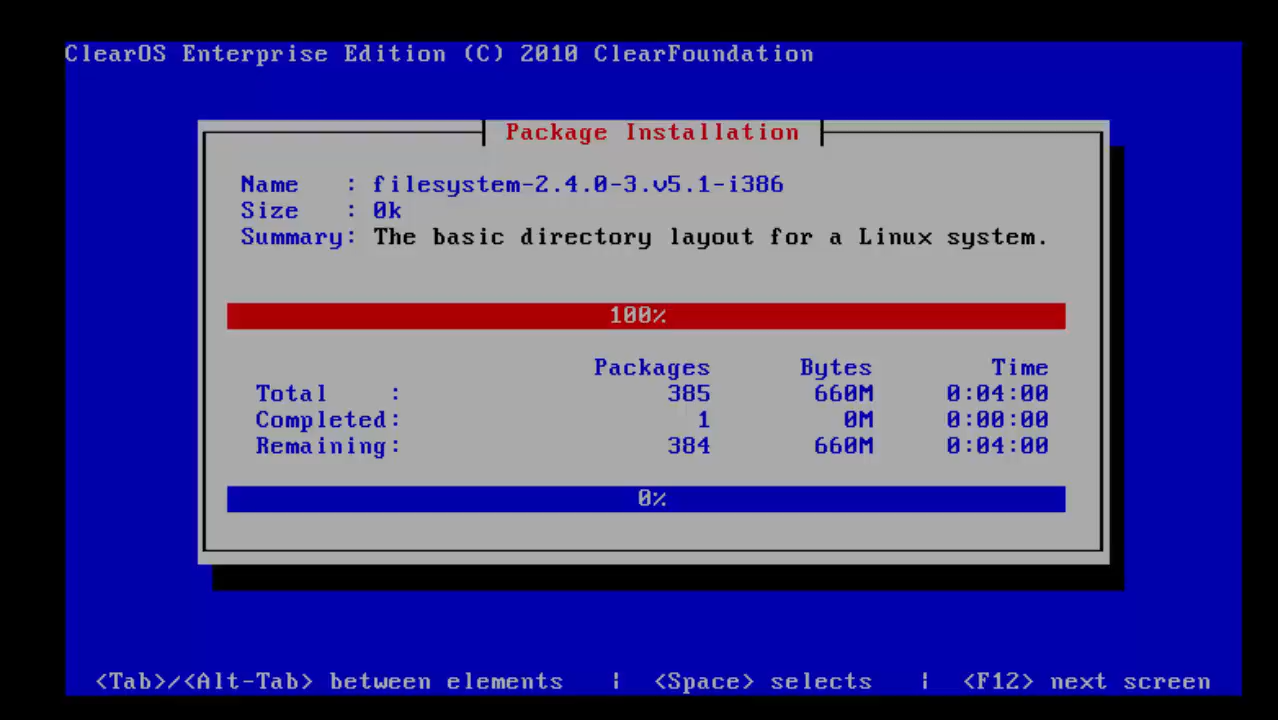 ClearOS Enterprise Edition (C) 2010 ClearFoundation
Package Installation
Name : filesystem-2.4.0-3.v5.1-i386
Size : 0k
Summary: The basic directory layout for a Linux system.
100%
Packages Bytes Time
Total : 385 660M 0:04:00
Completed: 1 0M 0:00:00
Remaining: 384 660M 0:04:00
0%
<Tab>/<Alt-Tab> between elements | <Space> selects | <F12> next screen